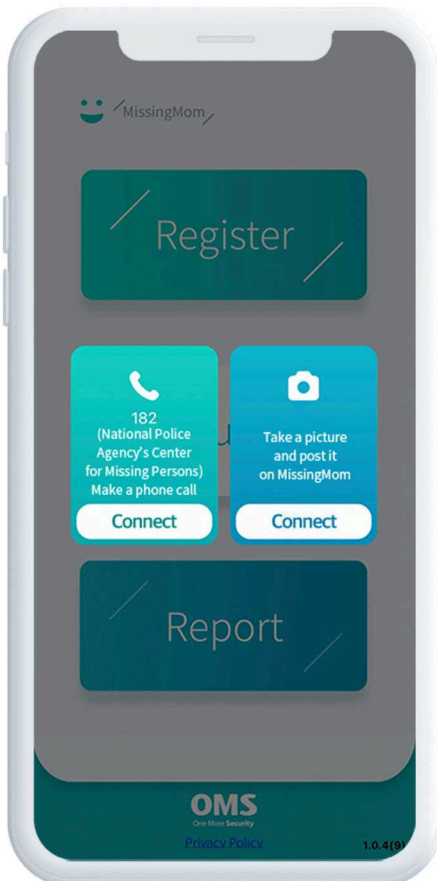 MissingMom
Register
182
(National Police
Agency's Center
for Missing Persons)
Make a phone call
Connect
Take a picture
and post it
on MissingMom
Connect
Report
OMS
One More Security
Privacy Policy
1.0.4(9)